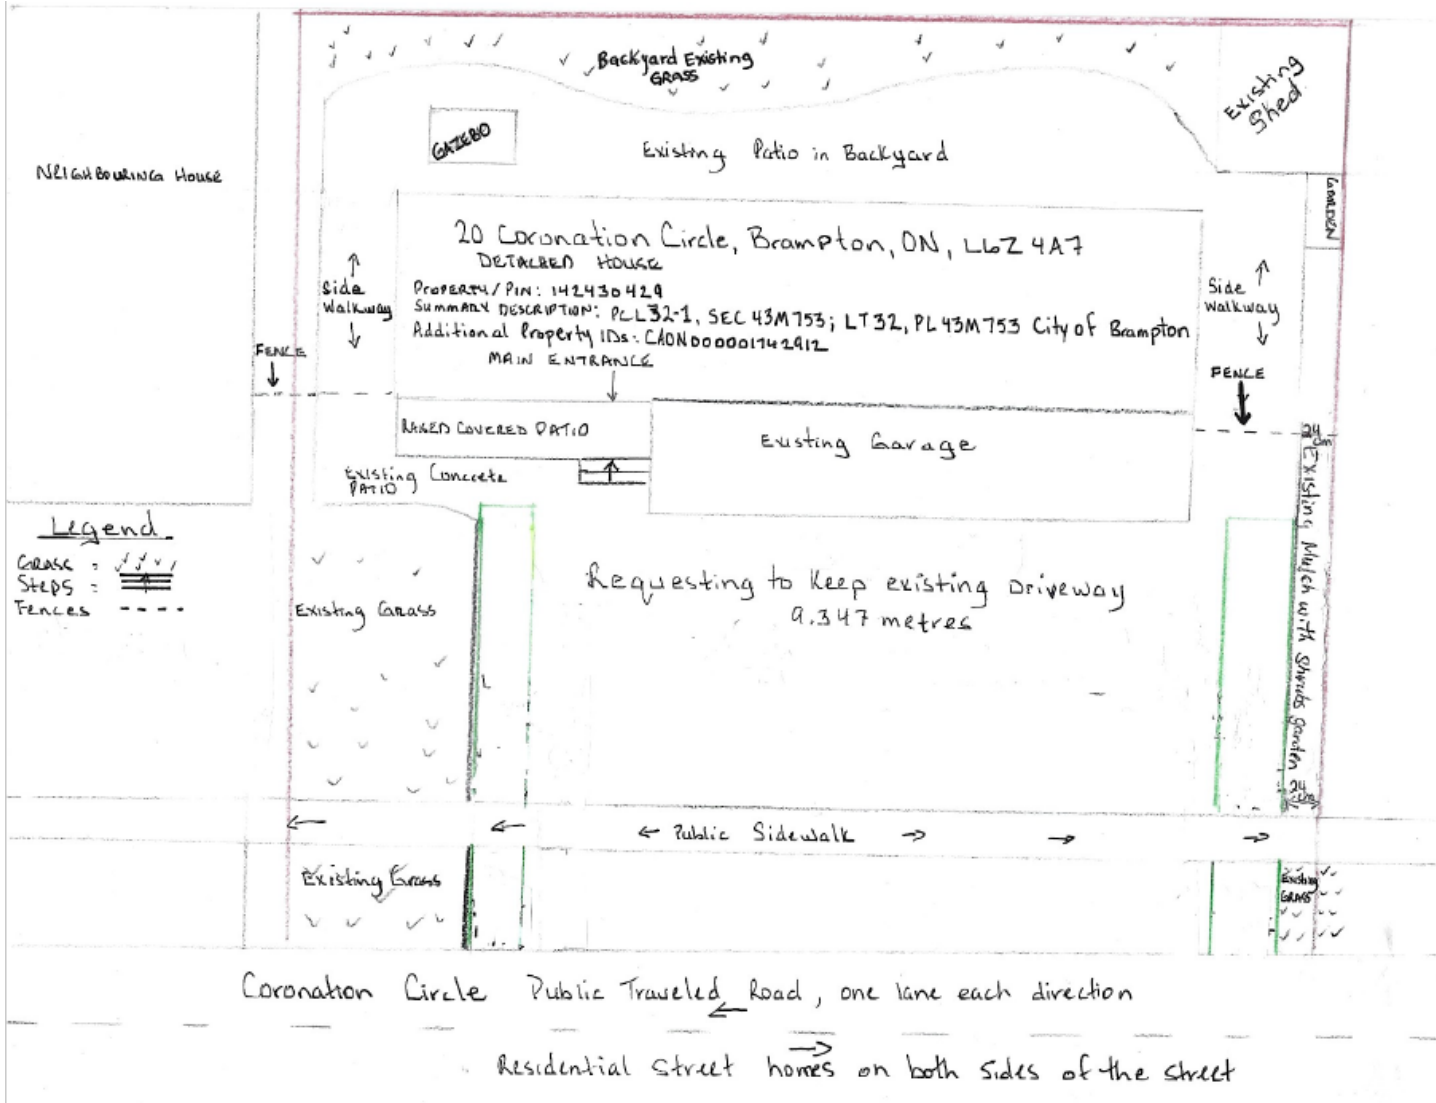 Backyard Existing
GRASS
Existing
Shed
GAZEBO
Existing Patio in Backyard
NEIGHBOURING HOUSE
GARDEN
20 Coronation Circle, Brampton, ON, L6Z 4A7
DETACHED HOUSE
Side
Walkway
Property/PIN: 142430429
Summary Description: PCL32-1, SEC 43M753; LT32, PL43M753 City of Brampton
Additional Property IDs: CAON000001742912
MAIN ENTRANCE
Side
Walkway
FENCE
FENCE
RAISED COVERED PATIO
Existing Garage
24
cm
Existing Concrete
PATIO
Existing Mulch with Shrubs garden
24
cm
Legend
GRASS =
Steps =
Fences
Existing Grass
Requesting to Keep existing Driveway
9.347 metres
Public Sidewalk
Existing Grass
Existing
GRASS
Coronation Circle Public Traveled Road, one lane each direction
Residential Street homes on both sides of the street